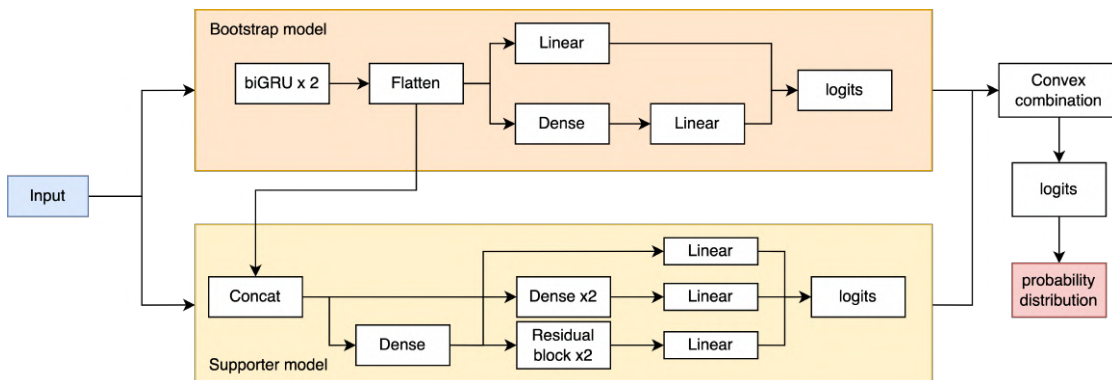 Bootstrap model
Linear
biGRU x 2
Flatten
logits
Convex
combination
Dense
Linear
Input
logits
Linear
Concat
Dense x2
Linear
logits
probability
distribution
Dense
Residual
block x2
Linear
Supporter model